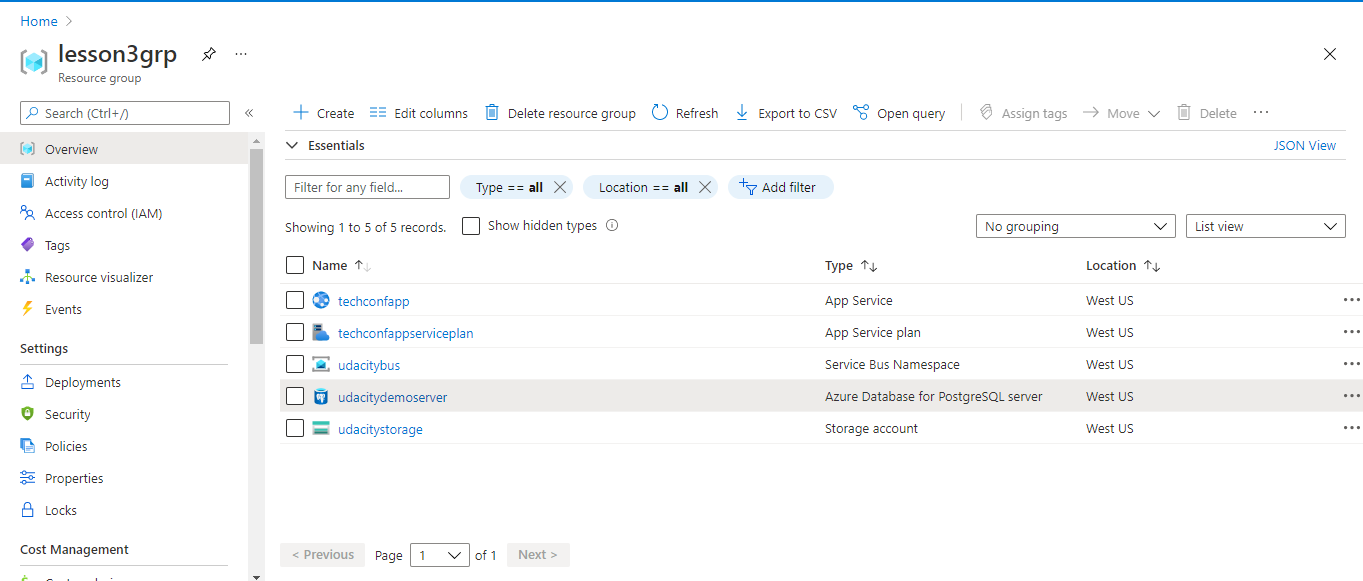 Home >
lesson3grp ...
Resource group
Search (Ctrl+/) «
Create Edit columns Delete resource group Refresh Export to CSV Open query Assign tags Move Delete ...
Overview
Activity log
Access control (IAM)
Tags
Resource visualizer
Events
Settings
Deployments
Security
Policies
Properties
Locks
Cost Management
Essentials JSON View
Filter for any field... Type == all Location == all Add filter
Showing 1 to 5 of 5 records. Show hidden types No grouping List view
Name ↑↓ Type ↑↓ Location ↑↓
techconfapp App Service West US ...
techconfappserviceplan App Service plan West US ...
udacitybus Service Bus Namespace West US ...
udacitydemoserver Azure Database for PostgreSQL server West US ...
udacitystorage Storage account West US ...
< Previous Page 1 of 1 Next >